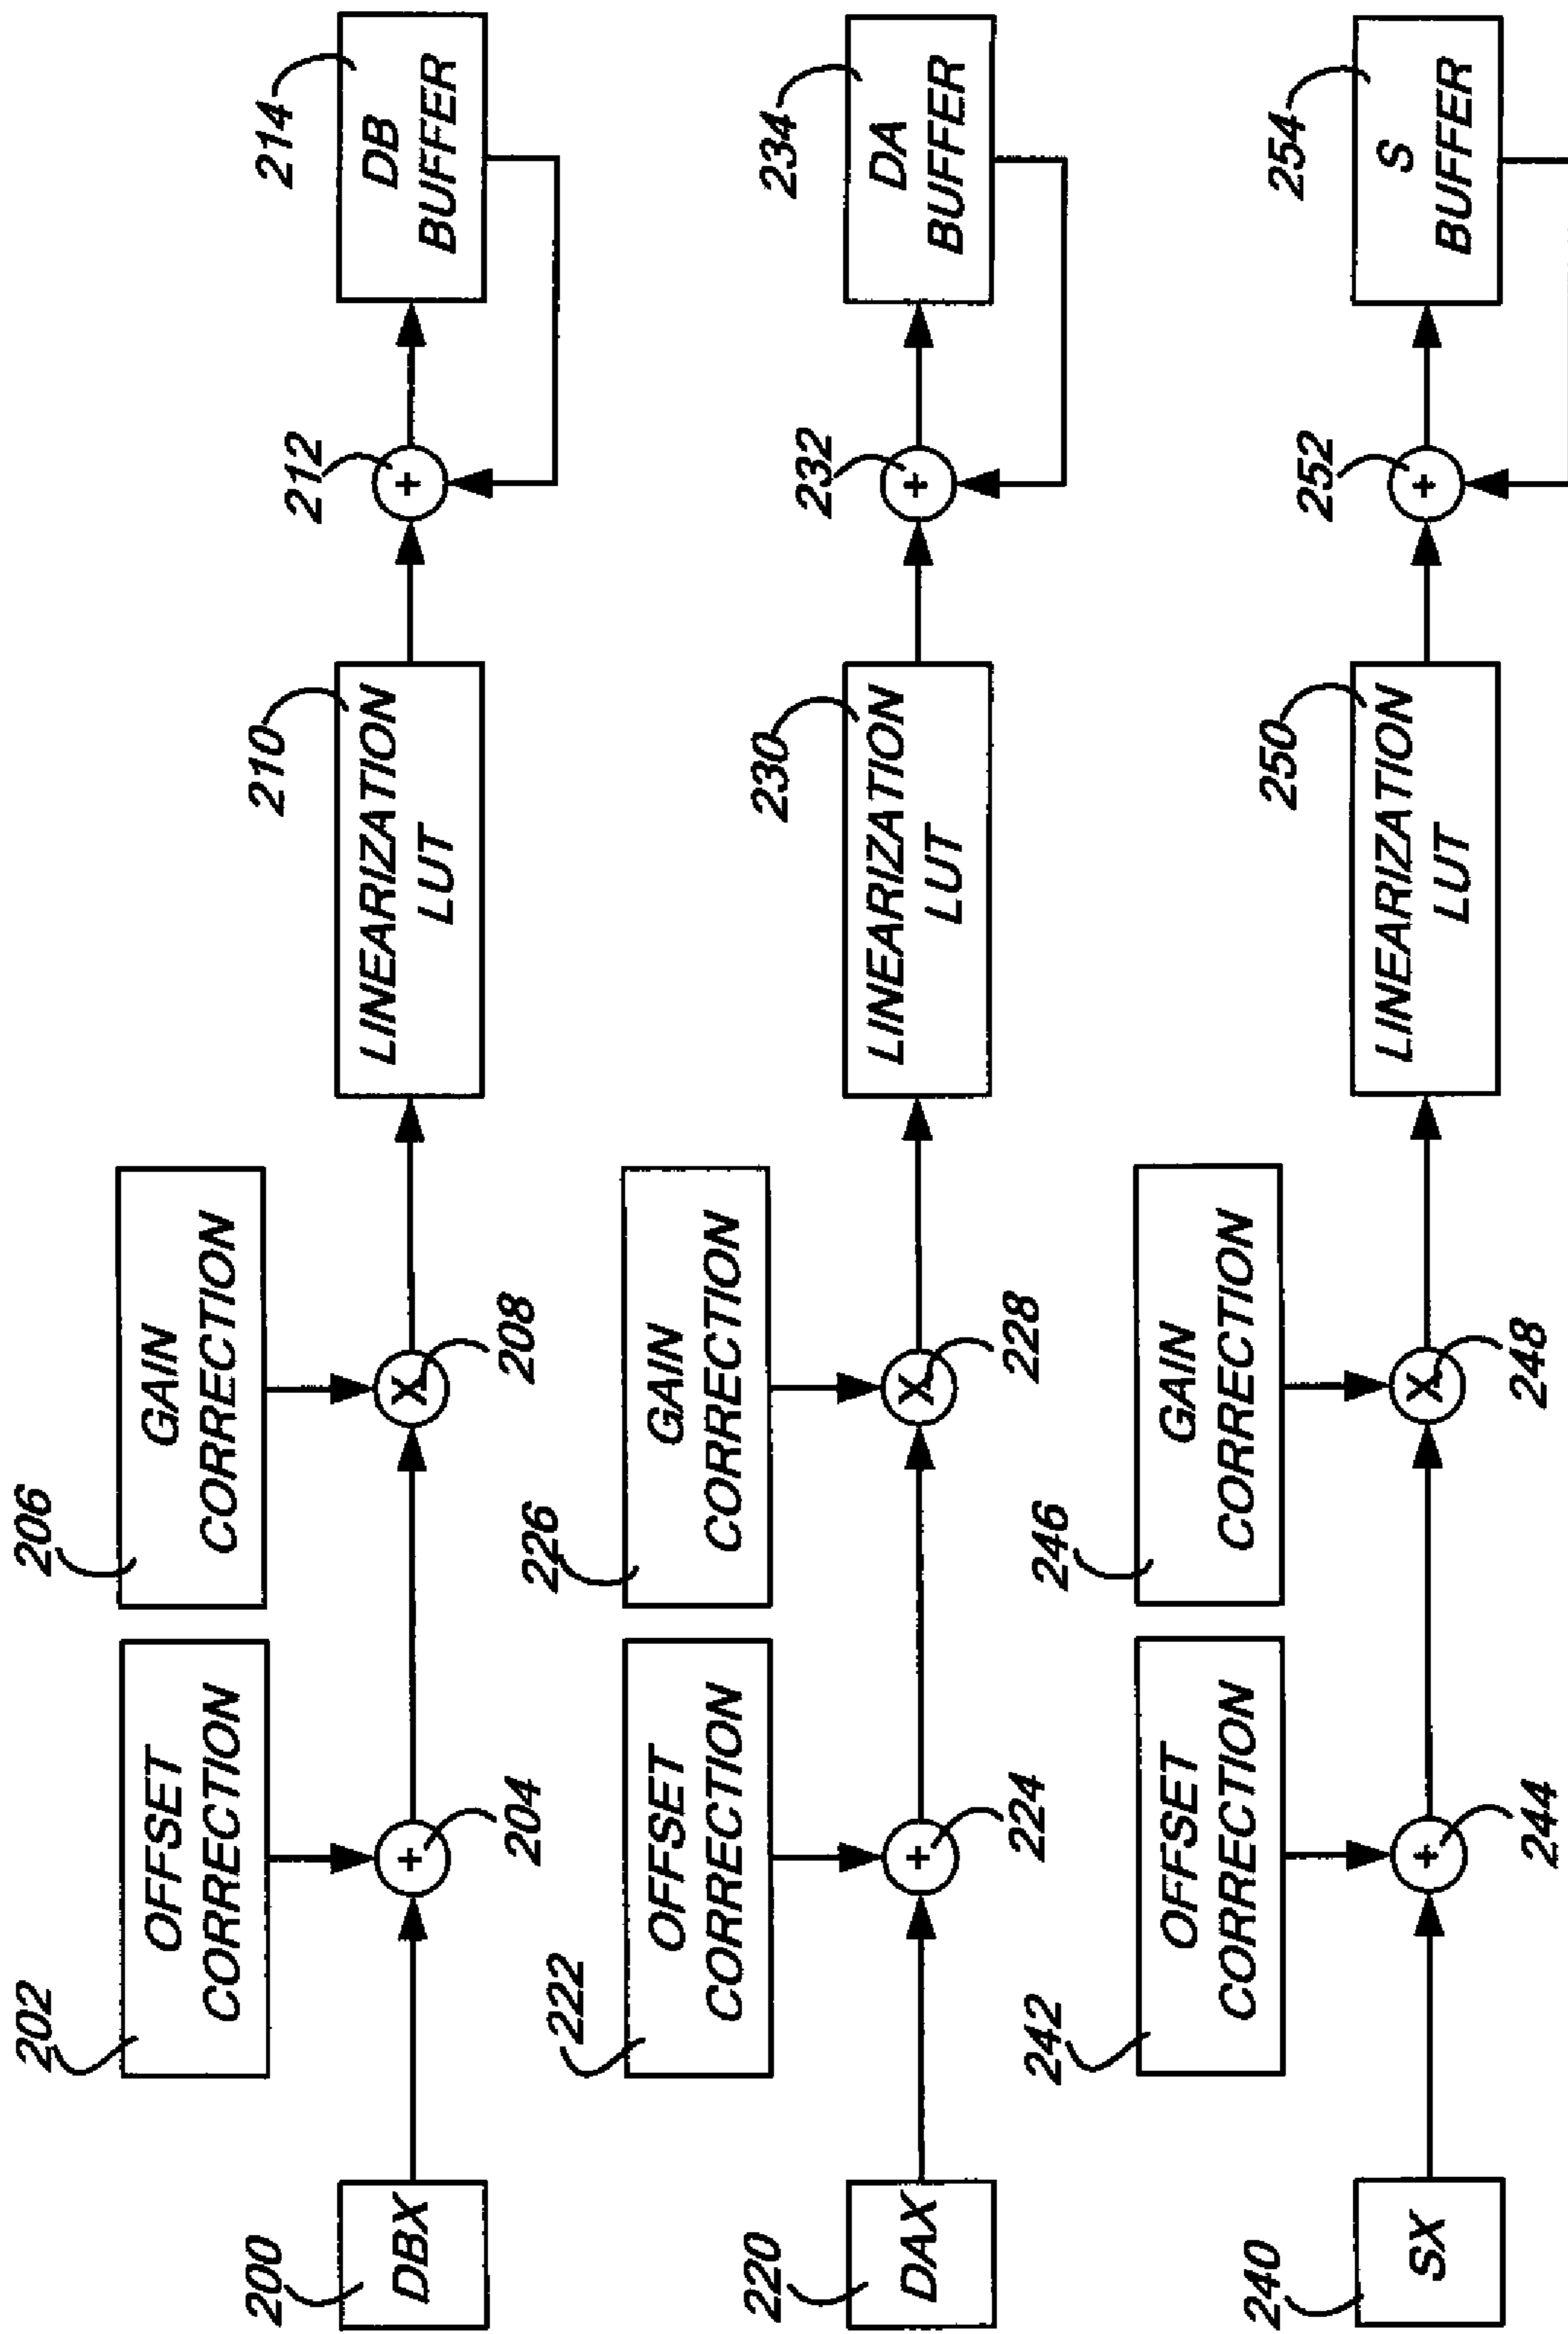 202
OFFSET
CORRECTION
206
GAIN
CORRECTION
200
DBX
204
208
210
LINEARIZATION
LUT
212
214
DB
BUFFER
222
OFFSET
CORRECTION
226
GAIN
CORRECTION
220
DAX
224
228
230
LINEARIZATION
LUT
232
234
DA
BUFFER
242
OFFSET
CORRECTION
246
GAIN
CORRECTION
240
SX
244
248
250
LINEARIZATION
LUT
252
254
S
BUFFER
+
X
+
+
X
+
+
X
+